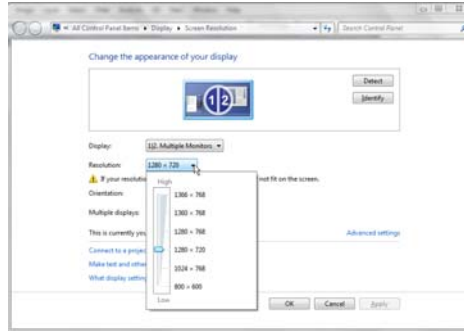 All Control Panel Items ▸ Display ▸ Screen Resolution
Search Control Panel
Change the appearance of your display
1|2
Detect
Identify
Display: 1|2. Multiple Monitors
Resolution: 1280 × 720
If your resolutio
not fit on the screen.
High
Orientation:
1366 × 768
Multiple displays:
1360 × 768
1280 × 768
This is currently you
Advanced settings
1280 × 720
Connect to a projec
Make text and other
1024 × 768
What display setting
800 × 600
Low
OK
Cancel
Apply